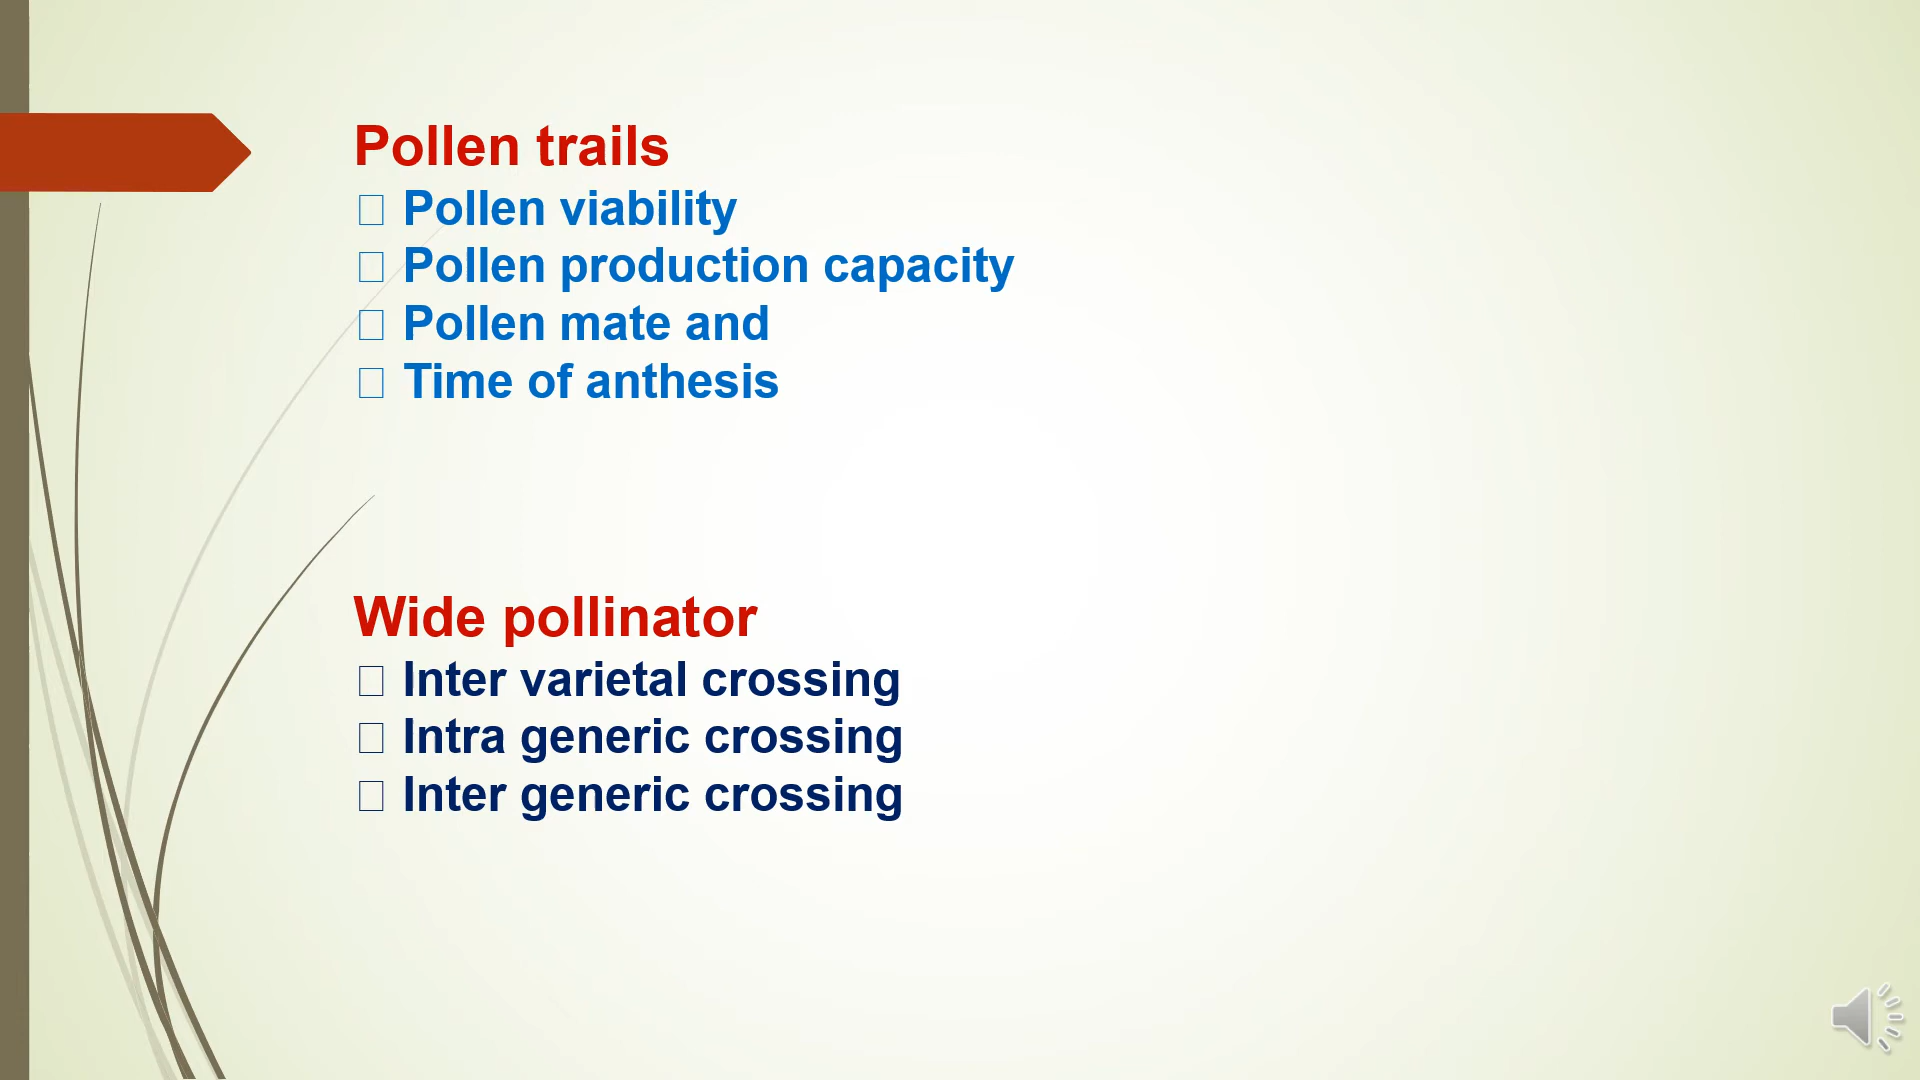 Pollen trails
Pollen viability
Pollen production capacity
Pollen mate and
Time of anthesis
Wide pollinator
Inter varietal crossing
Intra generic crossing
Inter generic crossing